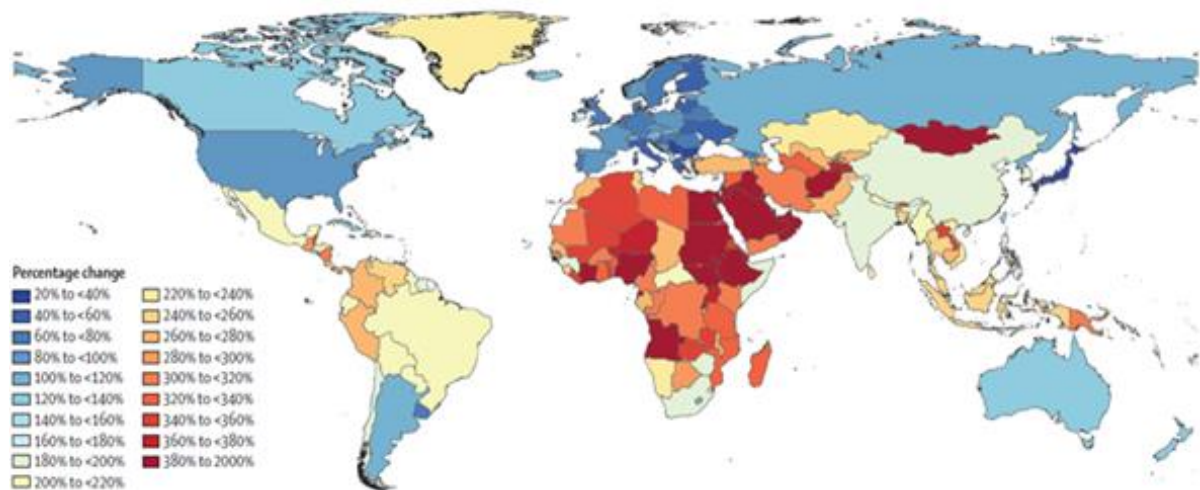 Percentage change
20% to <40%
40% to <60%
60% to <80%
80% to <100%
100% to <120%
120% to <140%
140% to <160%
160% to <180%
180% to <200%
200% to <220%
220% to <240%
240% to <260%
260% to <280%
280% to <300%
300% to <320%
320% to <340%
340% to <360%
360% to <380%
380% to 2000%